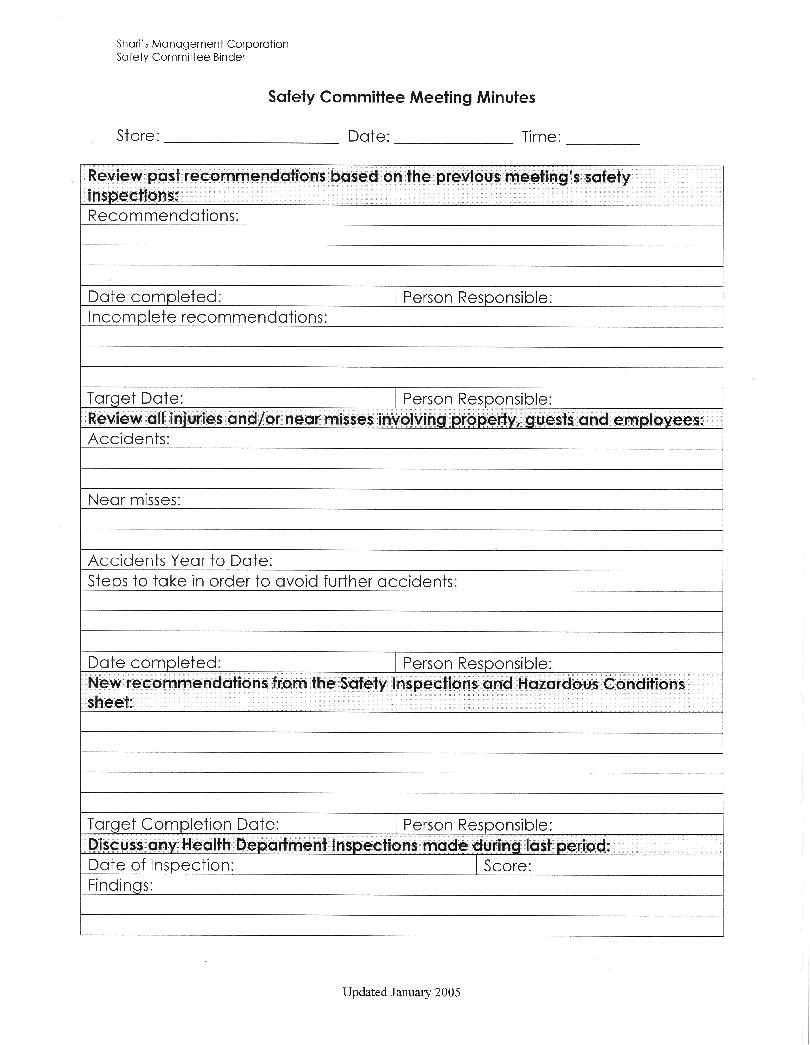 Shari's Management Corporation
Safety Committee Binder
Safety Committee Meeting Minutes
Store: Date: Time:
Review past recommendations based on the previous meeting's safety
inspections:
Recommendations:
Date completed: Person Responsible:
Incomplete recommendations:
Target Date: Person Responsible:
Review all injuries and/or near misses involving property, guests and employees:
Accidents:
Near misses:
Accidents Year to Date:
Steps to take in order to avoid further accidents:
Date completed: Person Responsible:
New recommendations from the Safety Inspections and Hazardous Conditions
sheet:
Target Completion Date: Person Responsible:
Discuss any Health Department Inspections made during last period:
Date of Inspection: Score:
Findings:
Updated January 2005